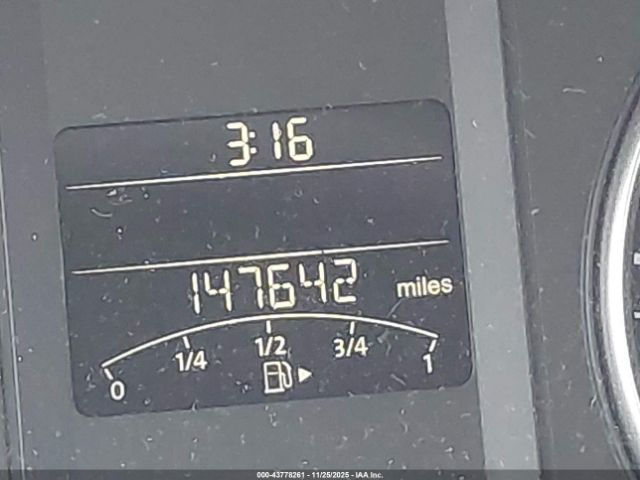 3:16
147642 miles
0 1/4 1/2 3/4 1
000-43778261 - 11/25/2025 - IAA Inc.